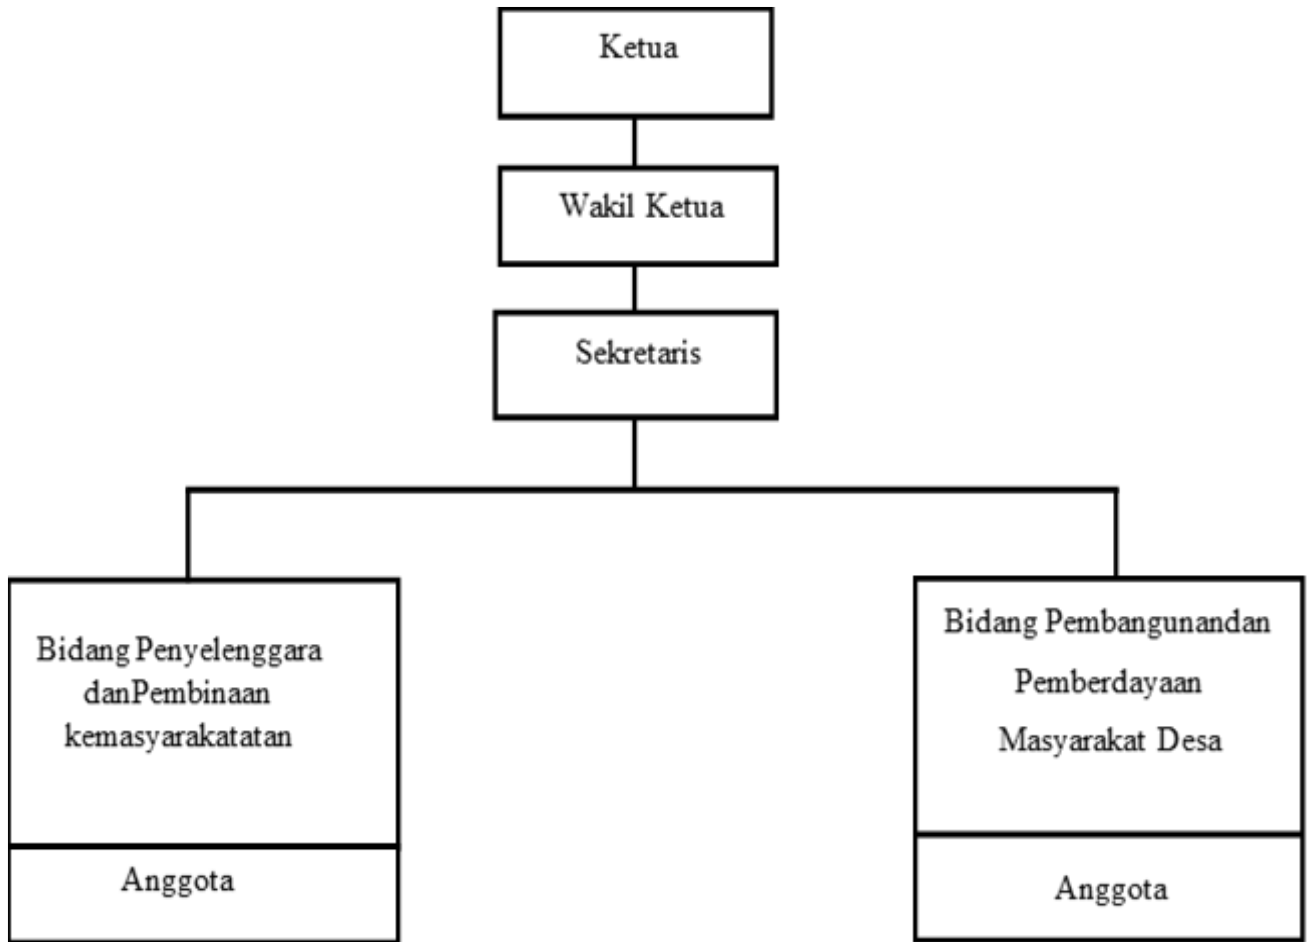 Ketua
Wakil Ketua
Sekretaris
Bidang Penyelenggara
danPembinaan
kemasyarakatatan
Anggota
Bidang Pembangunandan
Pemberdayaan
Masyarakat Desa
Anggota